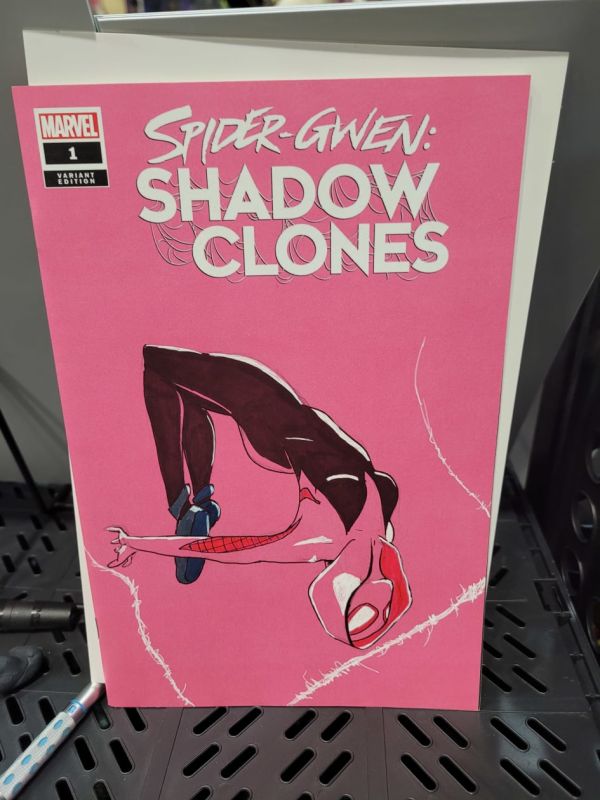 MARVEL
1
VARIANT
EDITION
SPIDER-GWEN:
SHADOW
CLONES